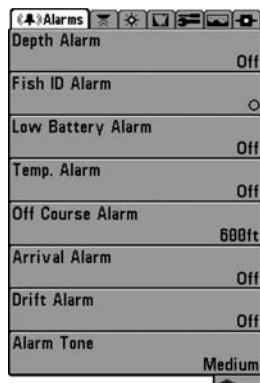 Alarms
Depth Alarm
Off
Fish ID Alarm
Low Battery Alarm
Off
Temp. Alarm
Off
Off Course Alarm
600ft
Arrival Alarm
Off
Drift Alarm
Off
Alarm Tone
Medium